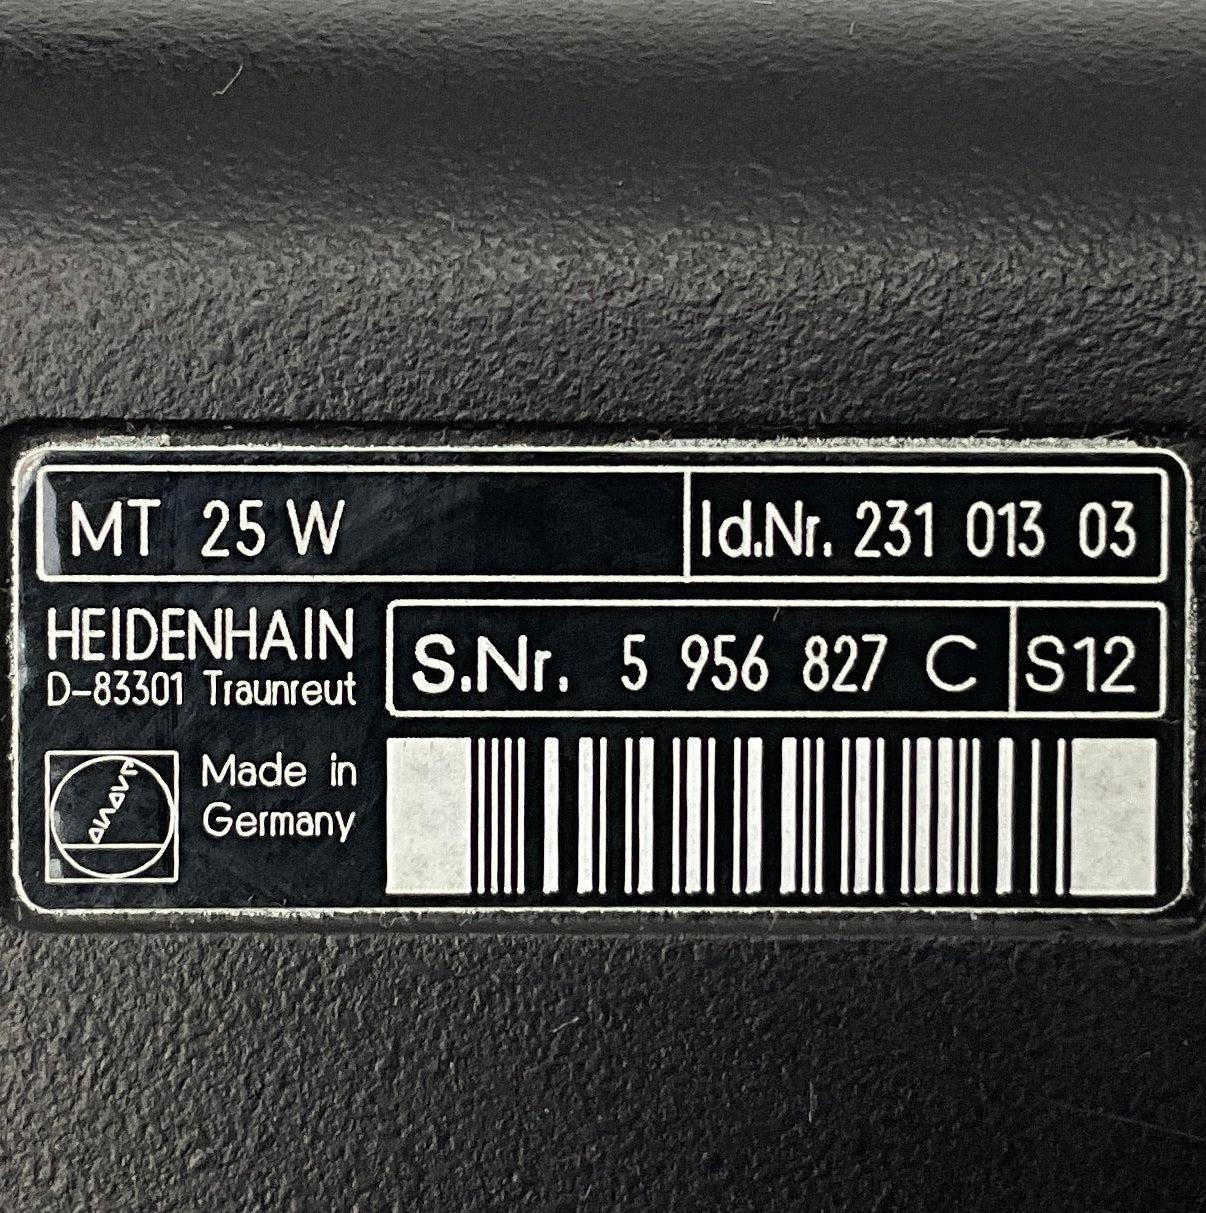 MT 25 W Id.Nr. 231 013 03
HEIDENHAIN
D-83301 Traunreut
S.Nr. 5 956 827 C S12
Made in
Germany